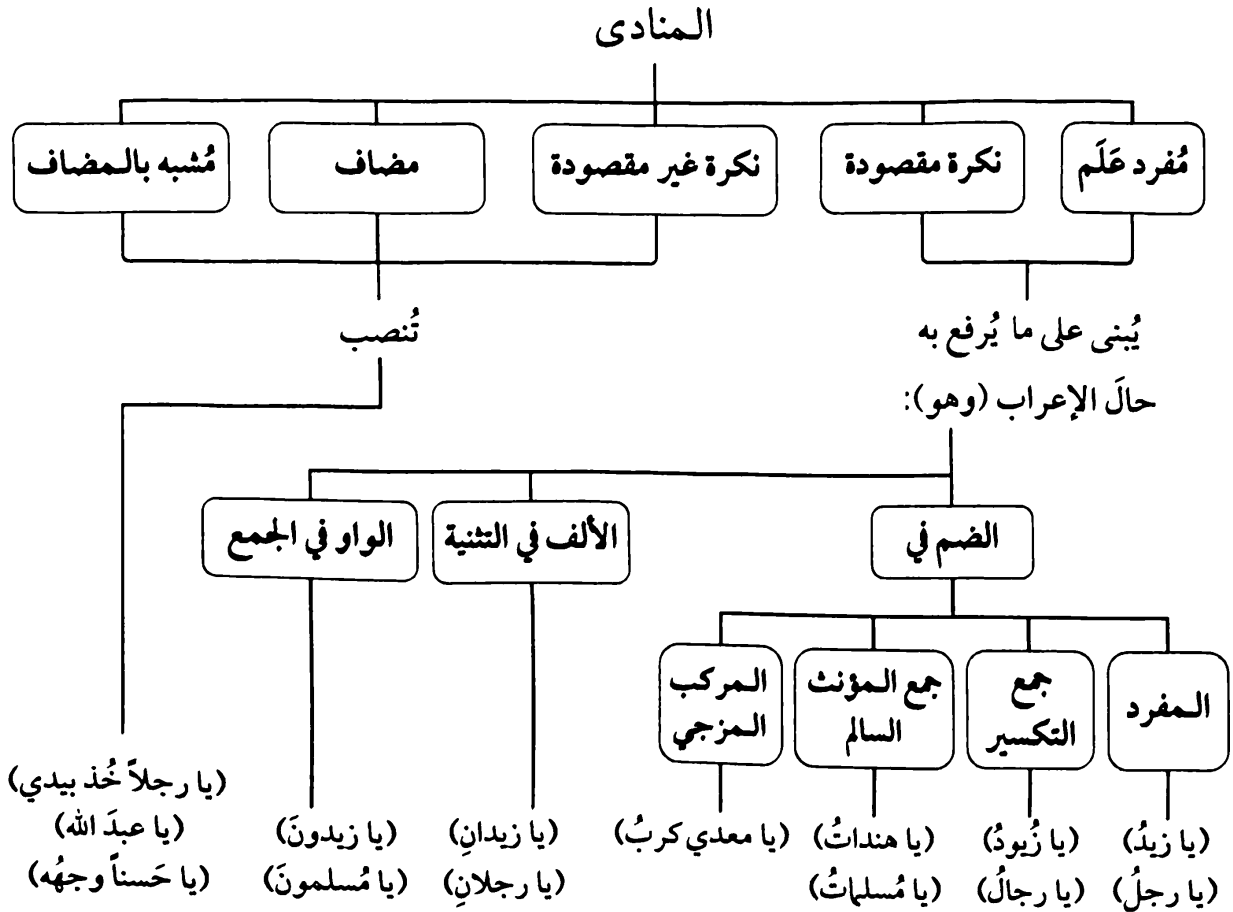 المنادى
مُفرد عَلَم
نكرة مقصودة
نكرة غير مقصودة
مضاف
مُشبه بالمضاف
يُبنى على ما يُرفع به
حالَ الإعراب (وهو):
تُنصب
الضم في
الألف في التثنية
الواو في الجمع
المفرد
جمع
التكسير
جمع المؤنث
السالم
المركب
المزجي
(يا زيدُ)
(يا رجلُ)
(يا زُيودُ)
(يا رجالُ)
(يا هنداتُ)
(يا مُسلماتُ)
(يا معدي كربُ)
(يا زيدانِ)
(يا رجلانِ)
(يا زيدونَ)
(يا مُسلمونَ)
(يا رجلاً خُذ بيدي)
(يا عبدَ الله)
(يا حَسناً وجهُه)